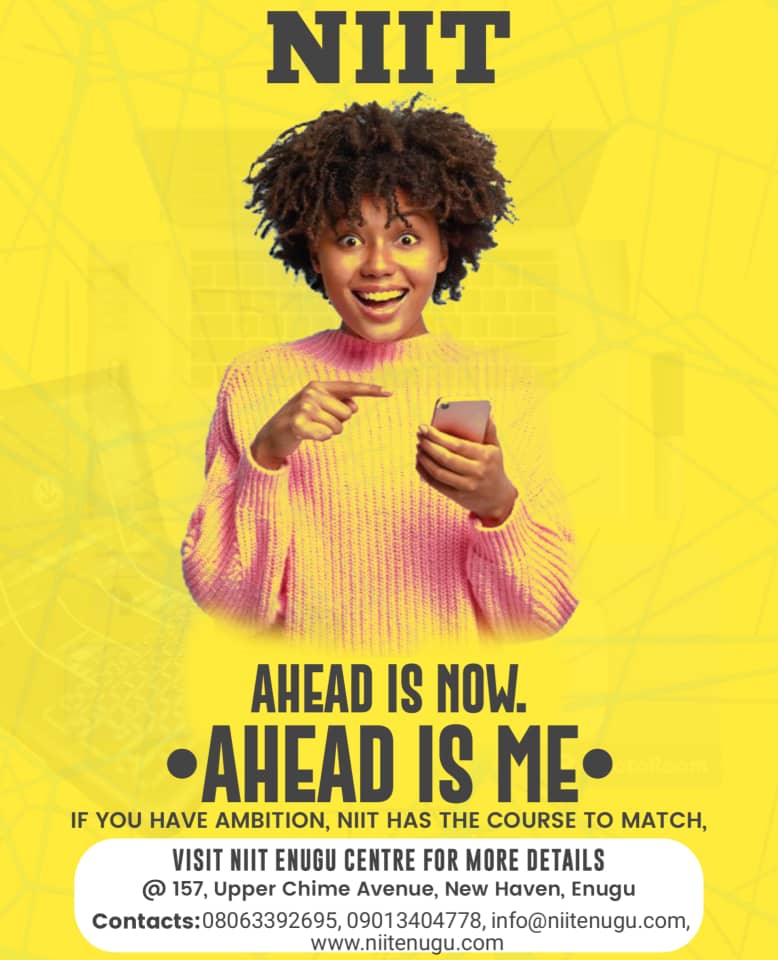 NIIT
AHEAD IS NOW.
•AHEAD IS ME•
IF YOU HAVE AMBITION, NIIT HAS THE COURSE TO MATCH,
VISIT NIIT ENUGU CENTRE FOR MORE DETAILS
@ 157, Upper Chime Avenue, New Haven, Enugu
Contacts:08063392695, 09013404778, info@niitenugu.com,
www.niitenugu.com